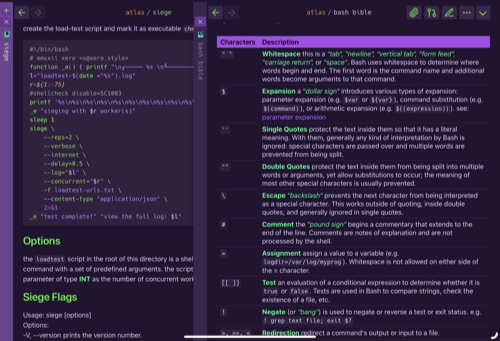 atlas / siege
create the load-test script and mark it as executable
#!/bin/bash
# mmxxii xero <x@xero.style>
#shellcheck disable=SC1003
_e "sieging with $r worker(s)"
sleep 1
siege \
--reps=2 \
--verbose \
--internet \
--delay=0.5 \
--log="$l" \
--concurrent="$r" \
-f loadtest-urls.txt \
--content-type "application/json" \
2>&1
_e "test complete!" "view the full log: $l"
Options
the loadtest script in the root of this directory is a shel
command with a set of predefined arguments. the script
parameter of type INT as the number of concurrent work
Siege Flags
Usage: siege [options]
Options:
-V, --version prints the version number.
siege
bash bible
atlas / bash bible
Characters Description
" " Whitespace this is a "tab", "newline", "vertical tab", "form feed",
"carriage return", or "space". Bash uses whitespace to determine where
words begin and end. The first word is the command name and additional
words become arguments to that command.
$ Expansion a "dollar sign" introduces various types of expansion:
parameter expansion (e.g. $var or ${var}), command substitution (e.g.
$(command)), or arithmetic expansion (e.g. $((expression))). see:
parameter expansion
'' Single Quotes protect the text inside them so that it has a literal
meaning. With them, generally any kind of interpretation by Bash is
ignored: special characters are passed over and multiple words are
prevented from being split.
"" Double Quotes protect the text inside them from being split into multiple
words or arguments, yet allow substitutions to occur; the meaning of
most other special characters is usually prevented.
\ Escape "backslash" prevents the next character from being interpreted
as a special character. This works outside of quoting, inside double
quotes, and generally ignored in single quotes.
# Comment the "pound sign" begins a commentary that extends to the
end of the line. Comments are notes of explanation and are not
processed by the shell.
= Assignment assign a value to a variable (e.g.
logdir=/var/log/myprog). Whitespace is not allowed on either side of
the = character.
[[ ]] Test an evaluation of a conditional expression to determine whether it is
true or false. Tests are used in Bash to compare strings, check the
existence of a file, etc.
! Negate (or "bang") is used to negate or reverse a test or exit status. e.g.
! grep text file; exit $?
>, >>, < Redirection redirect a command's output or input to a file.